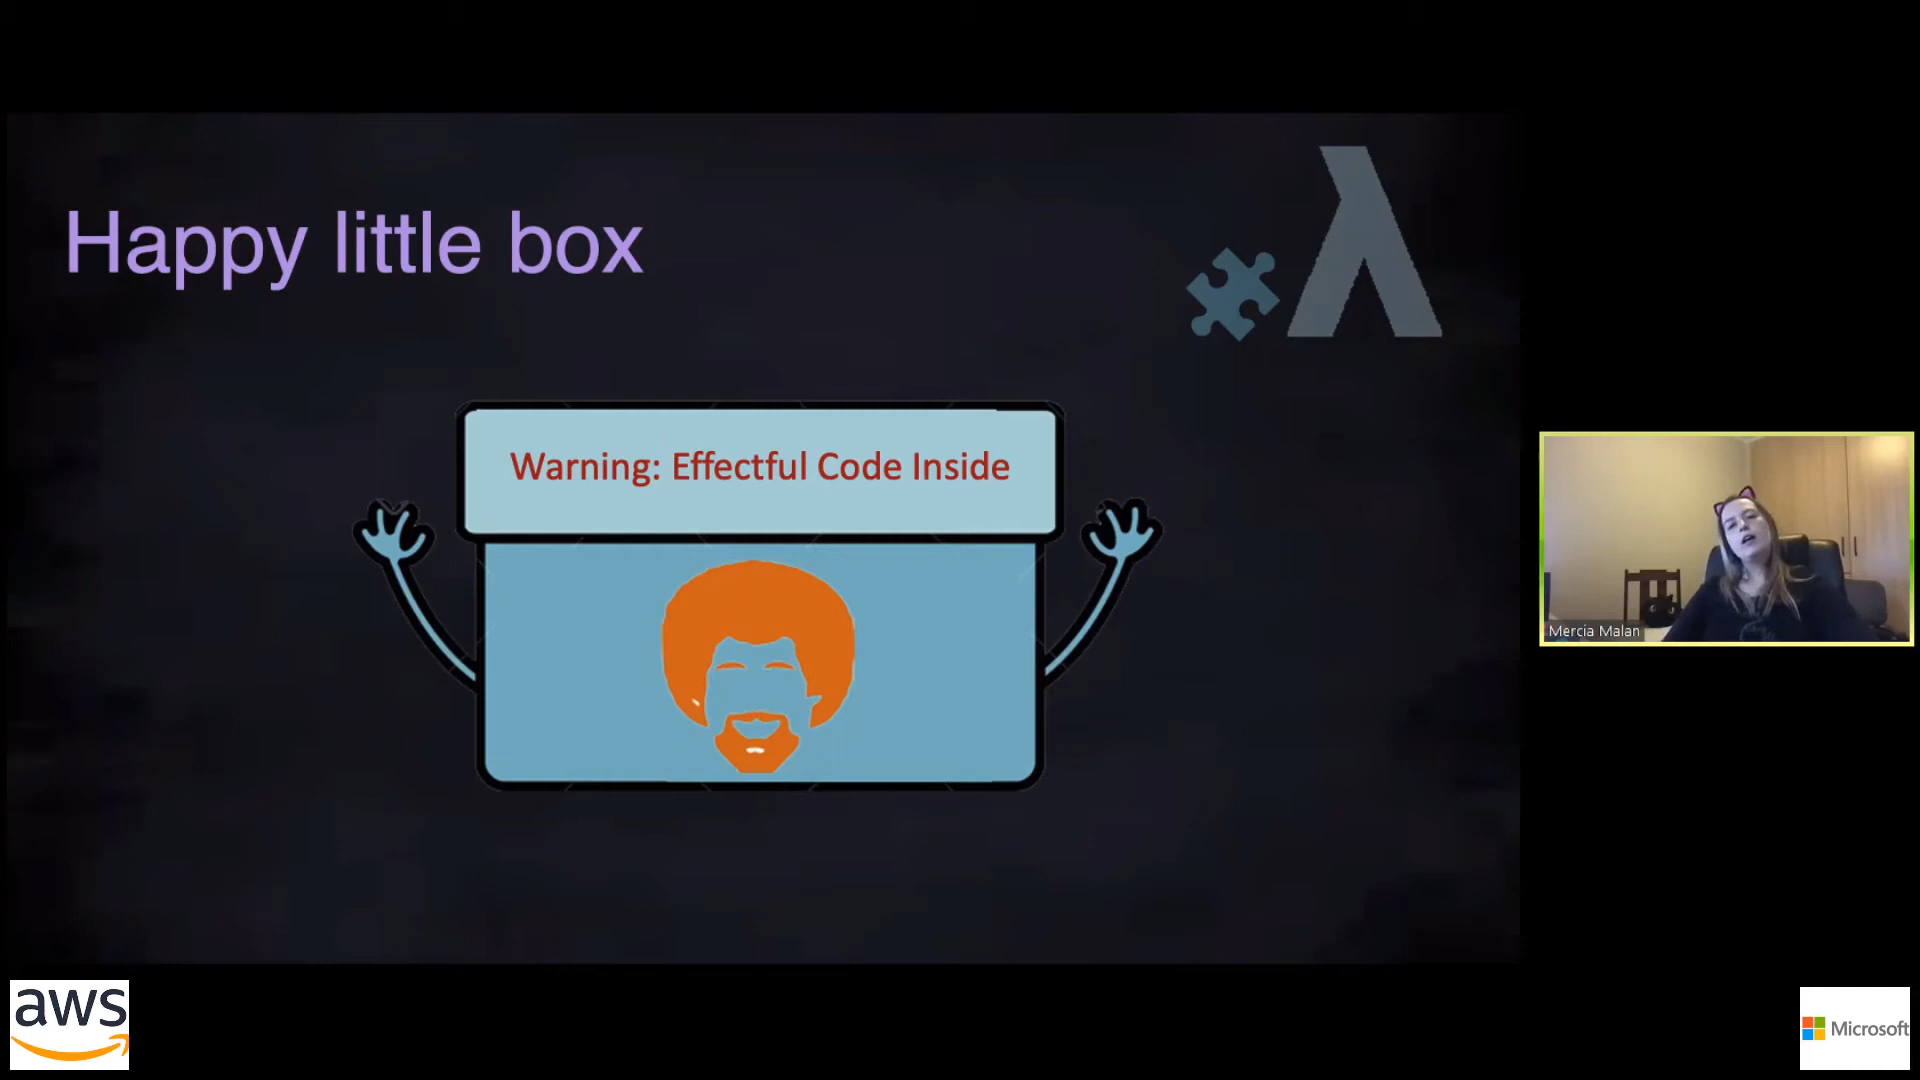 Happy little box
λ
Warning: Effectful Code Inside
Mercia Malan
aws
Microsoft